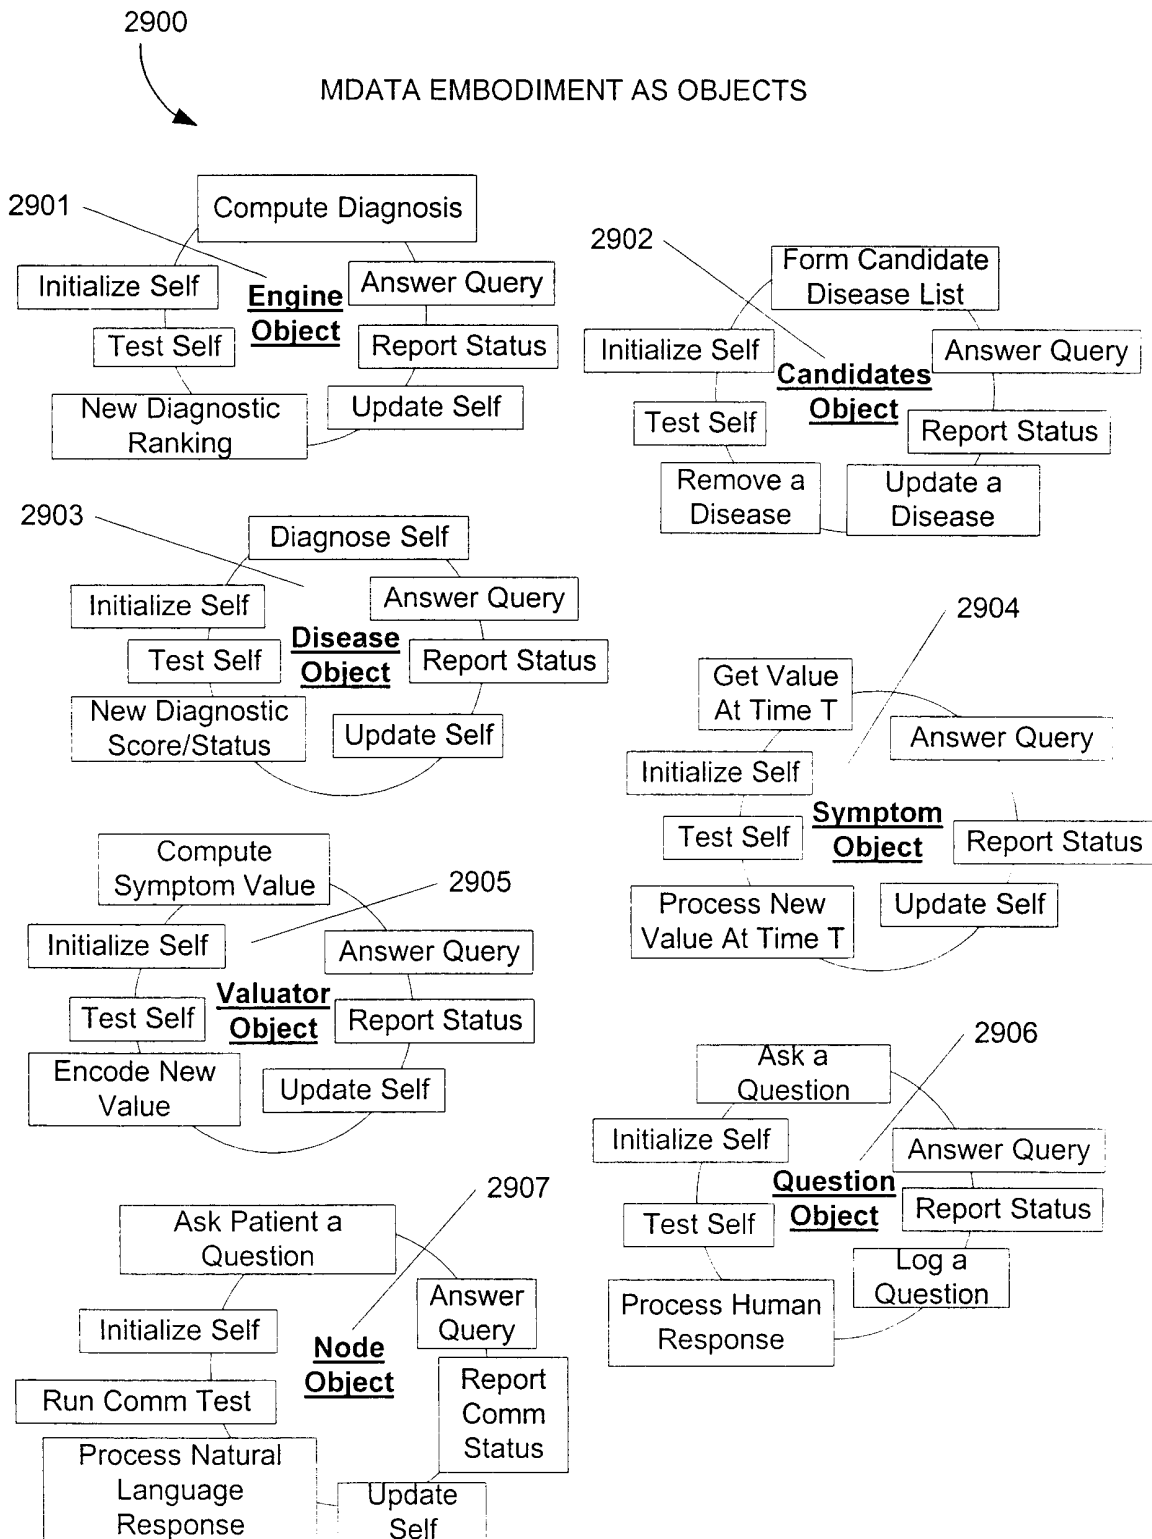 2900
MDATA EMBODIMENT AS OBJECTS
2901
Compute Diagnosis
Initialize Self
Answer Query
Engine
Object
Test Self
Report Status
New Diagnostic
Ranking
Update Self
2902
Form Candidate
Disease List
Initialize Self
Answer Query
Candidates
Object
Test Self
Report Status
Remove a
Disease
Update a
Disease
2903
Diagnose Self
Initialize Self
Answer Query
Disease
Object
Test Self
Report Status
New Diagnostic
Score/Status
Update Self
2904
Get Value
At Time T
Answer Query
Initialize Self
Symptom
Object
Test Self
Report Status
Process New
Value At Time T
Update Self
Compute
Symptom Value
2905
Initialize Self
Answer Query
Valuator
Object
Test Self
Report Status
Encode New
Value
Update Self
2906
Ask a
Question
Initialize Self
Answer Query
Question
Object
Test Self
Report Status
Log a
Question
Process Human
Response
2907
Ask Patient a
Question
Answer
Query
Initialize Self
Node
Object
Run Comm Test
Report
Comm
Status
Process Natural
Language
Response
Update
Self